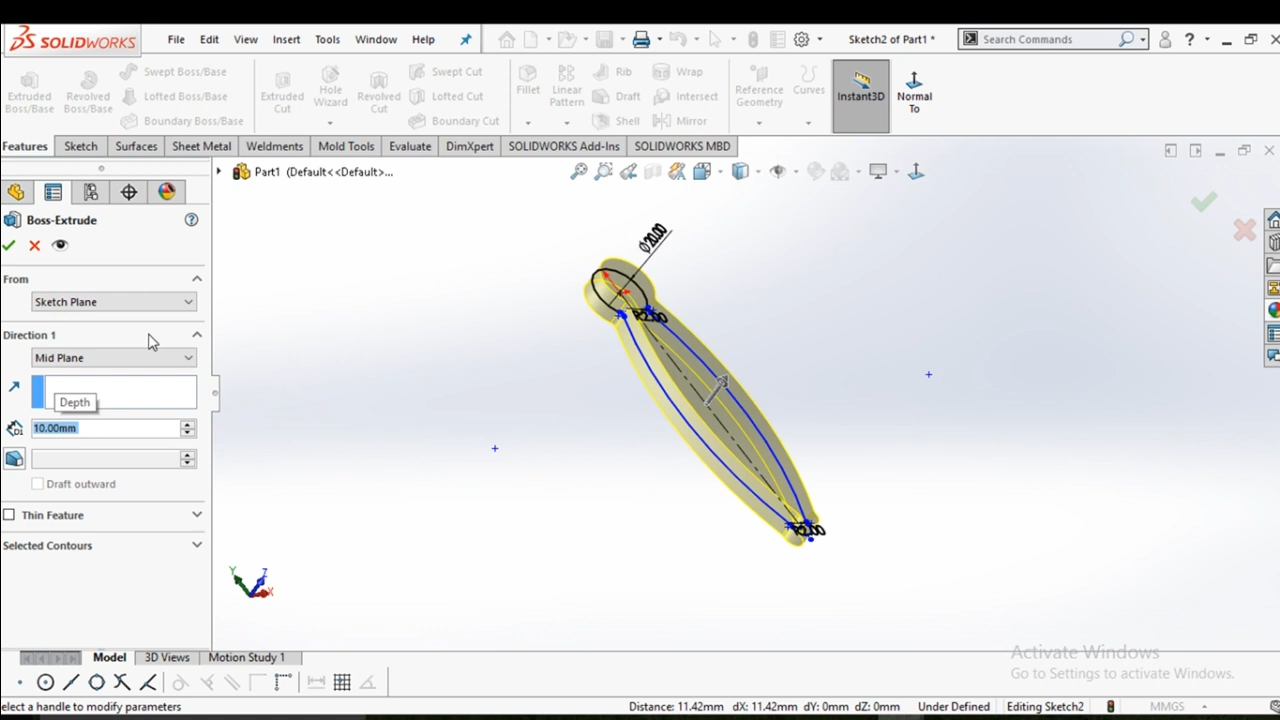 SOLIDWORKS File Edit View Insert Tools Window Help Sketch2 of Part1 * Search Commands ?
Extruded Boss/Base Revolved Boss/Base Swept Boss/Base Lofted Boss/Base Boundary Boss/Base Extruded Cut Hole Wizard Revolved Cut Swept Cut Lofted Cut Boundary Cut Fillet Linear Pattern Rib Draft Shell Wrap Intersect Mirror Reference Geometry Curves Instant3D Normal To
Features Sketch Surfaces Sheet Metal Weldments Mold Tools Evaluate DimXpert SOLIDWORKS Add-Ins SOLIDWORKS MBD
Part1 (Default<<Default>...
Boss-Extrude
From
Sketch Plane
Direction 1
Mid Plane
Depth
10.00mm
Draft outward
Thin Feature
Selected Contours
Ø20.00
R2.00
R2.00
Y Z X
Activate Windows
Go to Settings to activate Windows.
Model 3D Views Motion Study 1
elect a handle to modify parameters Distance: 11.42mm dX: 11.42mm dY: 0mm dZ: 0mm Under Defined Editing Sketch2 MMGS